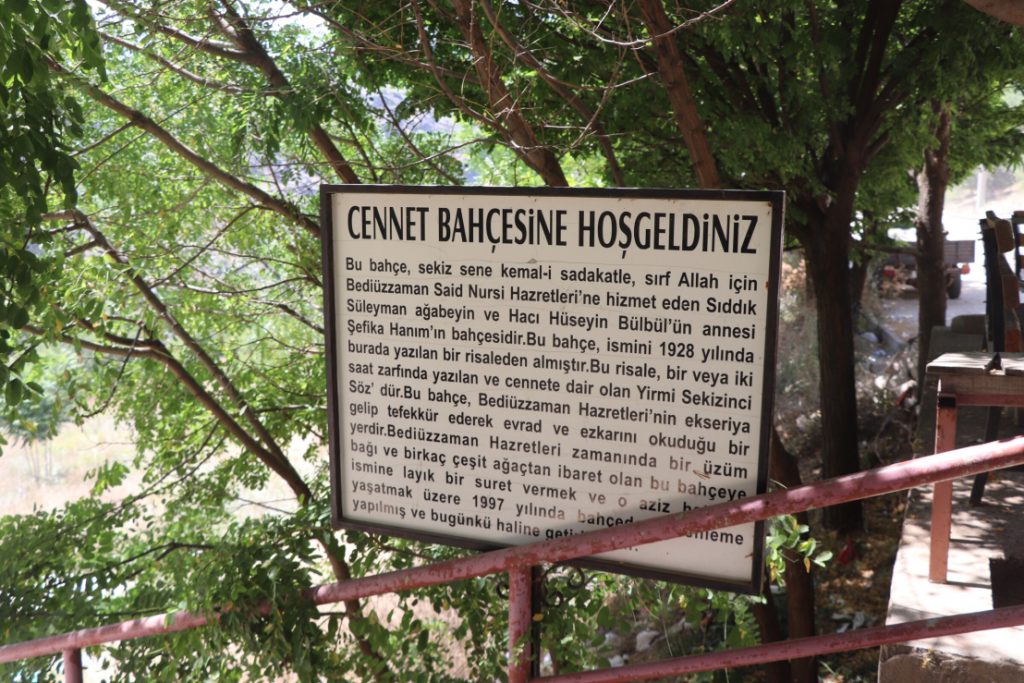 CENNET BAHÇESiNE HOŞGELDiNiZ
Bu bahçe, sekiz sene kemal-i sadakatle, sırf Allah için
Bediüzzaman Said Nursi Hazretleri'ne hizmet eden Sıddık
Süleyman ağabeyin ve Hacı Hüseyin Bülbül'ün annesi
Şefika Hanım'ın bahçesidir.Bu bahçe, ismini 1928 yılında
burada yazılan bir risaleden almıştır.Bu risale, bir veya iki
saat zarfında yazılan ve cennete dair olan Yirmi Sekizinci
Söz' dür.Bu bahçe, Bediüzzaman Hazretleri'nin ekseriya
gelip tefekkür ederek evrad ve ezkarını okuduğu bir
yerdir.Bediüzzaman Hazretleri zamanında bir üzüm
bağı ve birkaç çeşit ağaçtan ibaret olan bu bahçeye
ismine layık bir suret vermek ve o aziz
yaşatmak üzere 1997 yılında
yapılmış ve bugünkü haline